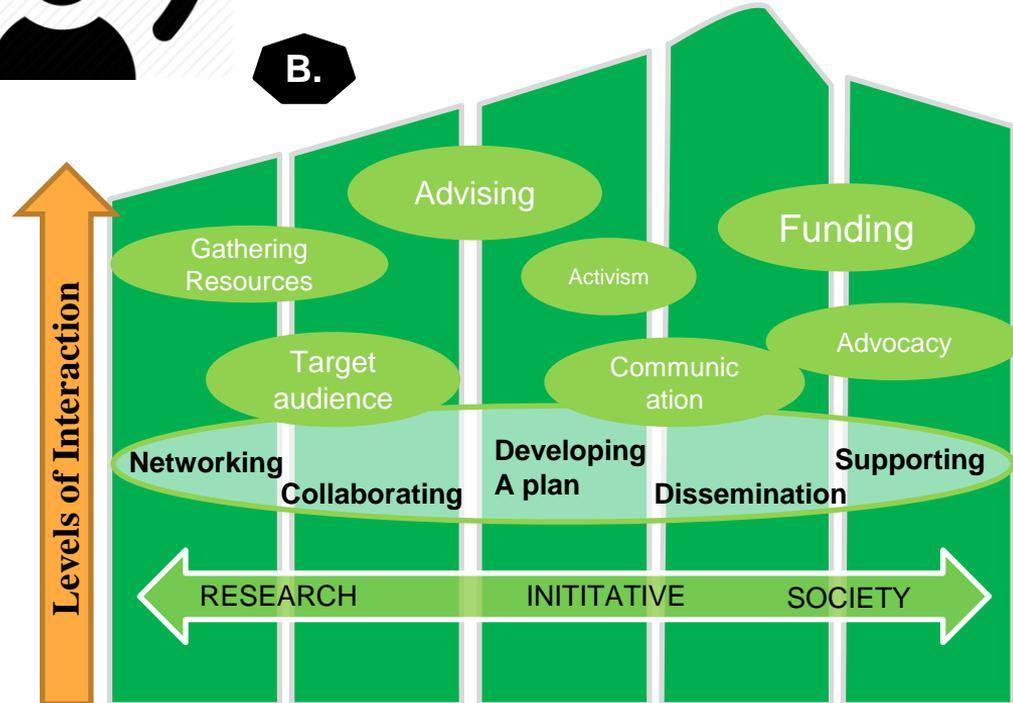 B.
Levels of Interaction
Advising
Gathering
Resources
Funding
Activism
Target
audience
Communic
ation
Advocacy
Networking
Collaborating
Developing
A plan
Dissemination
Supporting
RESEARCH
INITITATIVE
SOCIETY